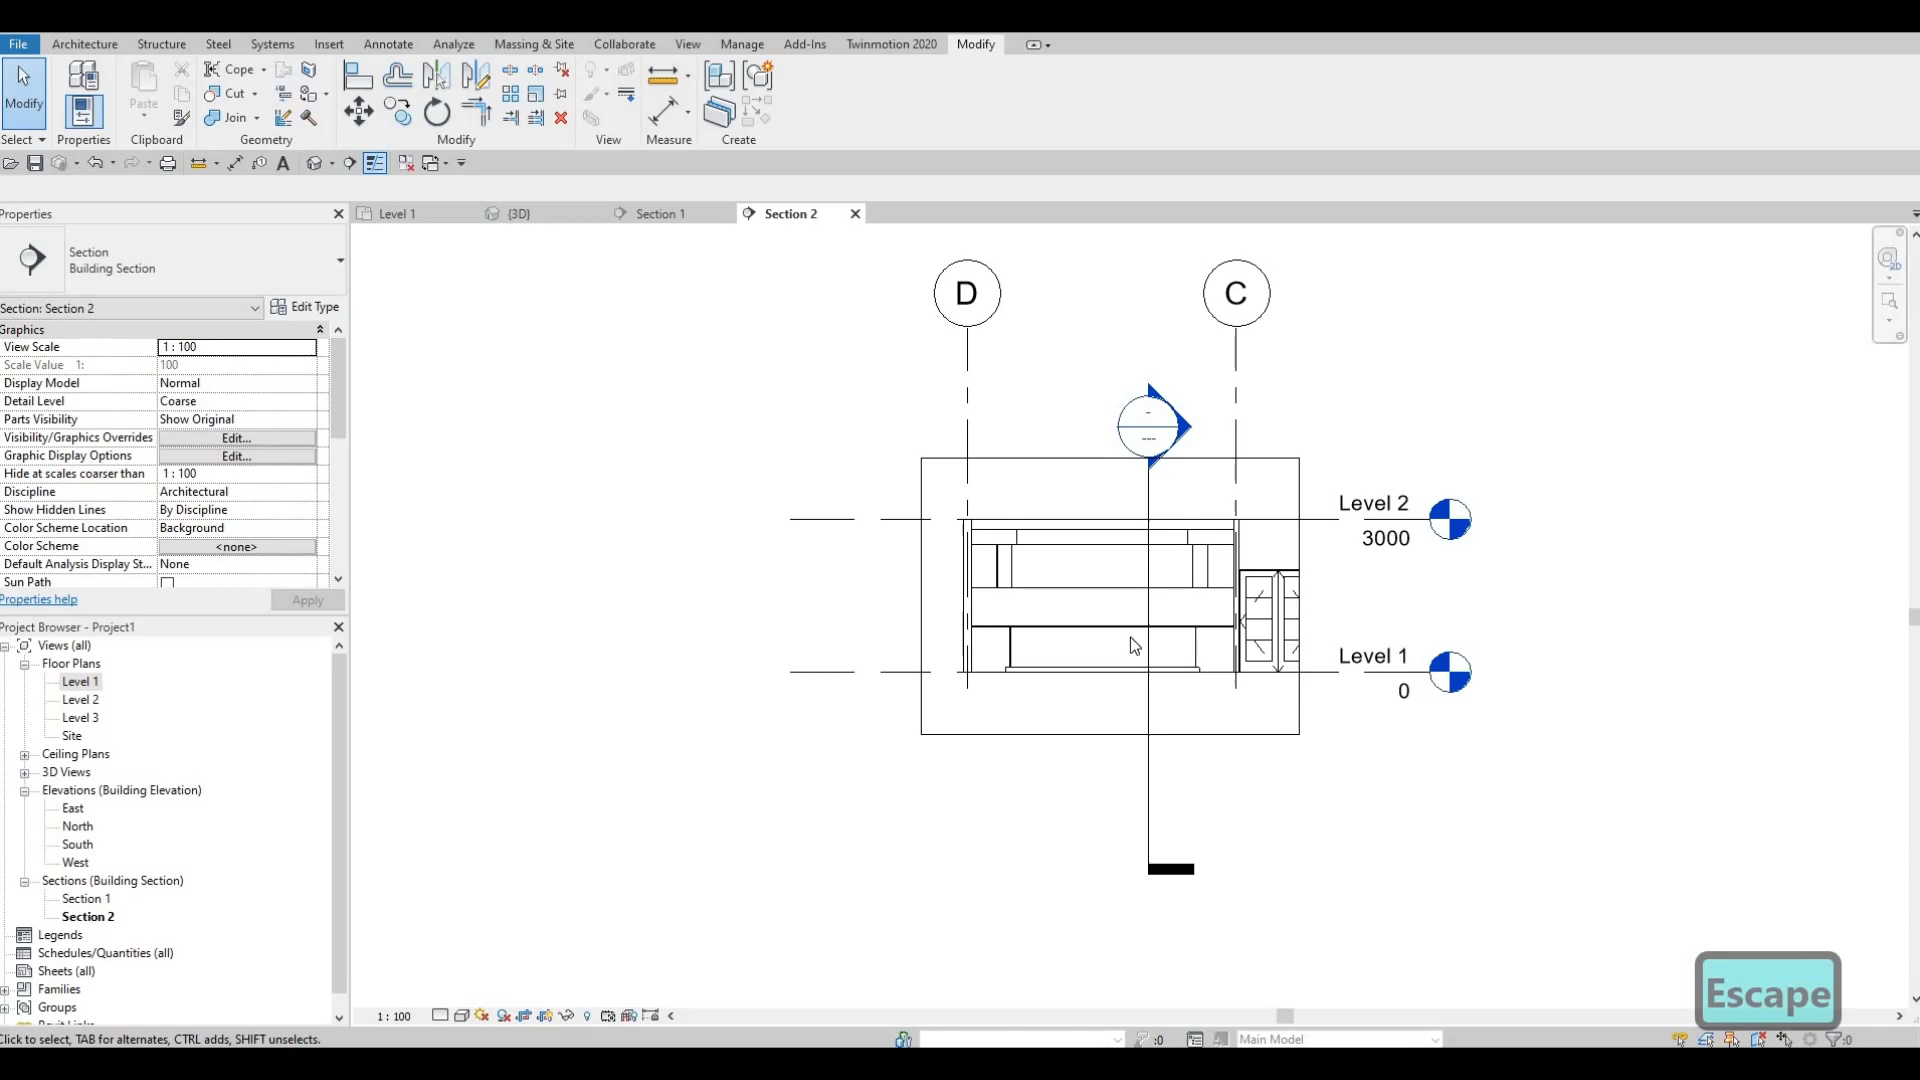 File Architecture Structure Steel Systems Insert Annotate Analyze Massing & Site Collaborate View Manage Add-Ins Twinmotion 2020 Modify
Modify
Paste
Cope
Cut
Join
Select Properties Clipboard Geometry Modify View Measure Create
A
Properties
Level 1 {3D} Section 1 Section 2
Section
Building Section
Section: Section 2 Edit Type
Graphics
View Scale 1 : 100
Scale Value 1: 100
Display Model Normal
Detail Level Coarse
Parts Visibility Show Original
Visibility/Graphics Overrides Edit...
Graphic Display Options Edit...
Hide at scales coarser than 1 : 100
Discipline Architectural
Show Hidden Lines By Discipline
Color Scheme Location Background
Color Scheme <none>
Default Analysis Display St... None
Sun Path
Properties help Apply
Project Browser - Project1
Views (all)
Floor Plans
Level 1
Level 2
Level 3
Site
Ceiling Plans
3D Views
Elevations (Building Elevation)
East
North
South
West
Sections (Building Section)
Section 1
Section 2
Legends
Schedules/Quantities (all)
Sheets (all)
Families
Groups
D C
-
---
Level 2
3000
Level 1
0
2D
Escape
1 : 100
Click to select, TAB for alternates, CTRL adds, SHIFT unselects. :0 Main Model :0